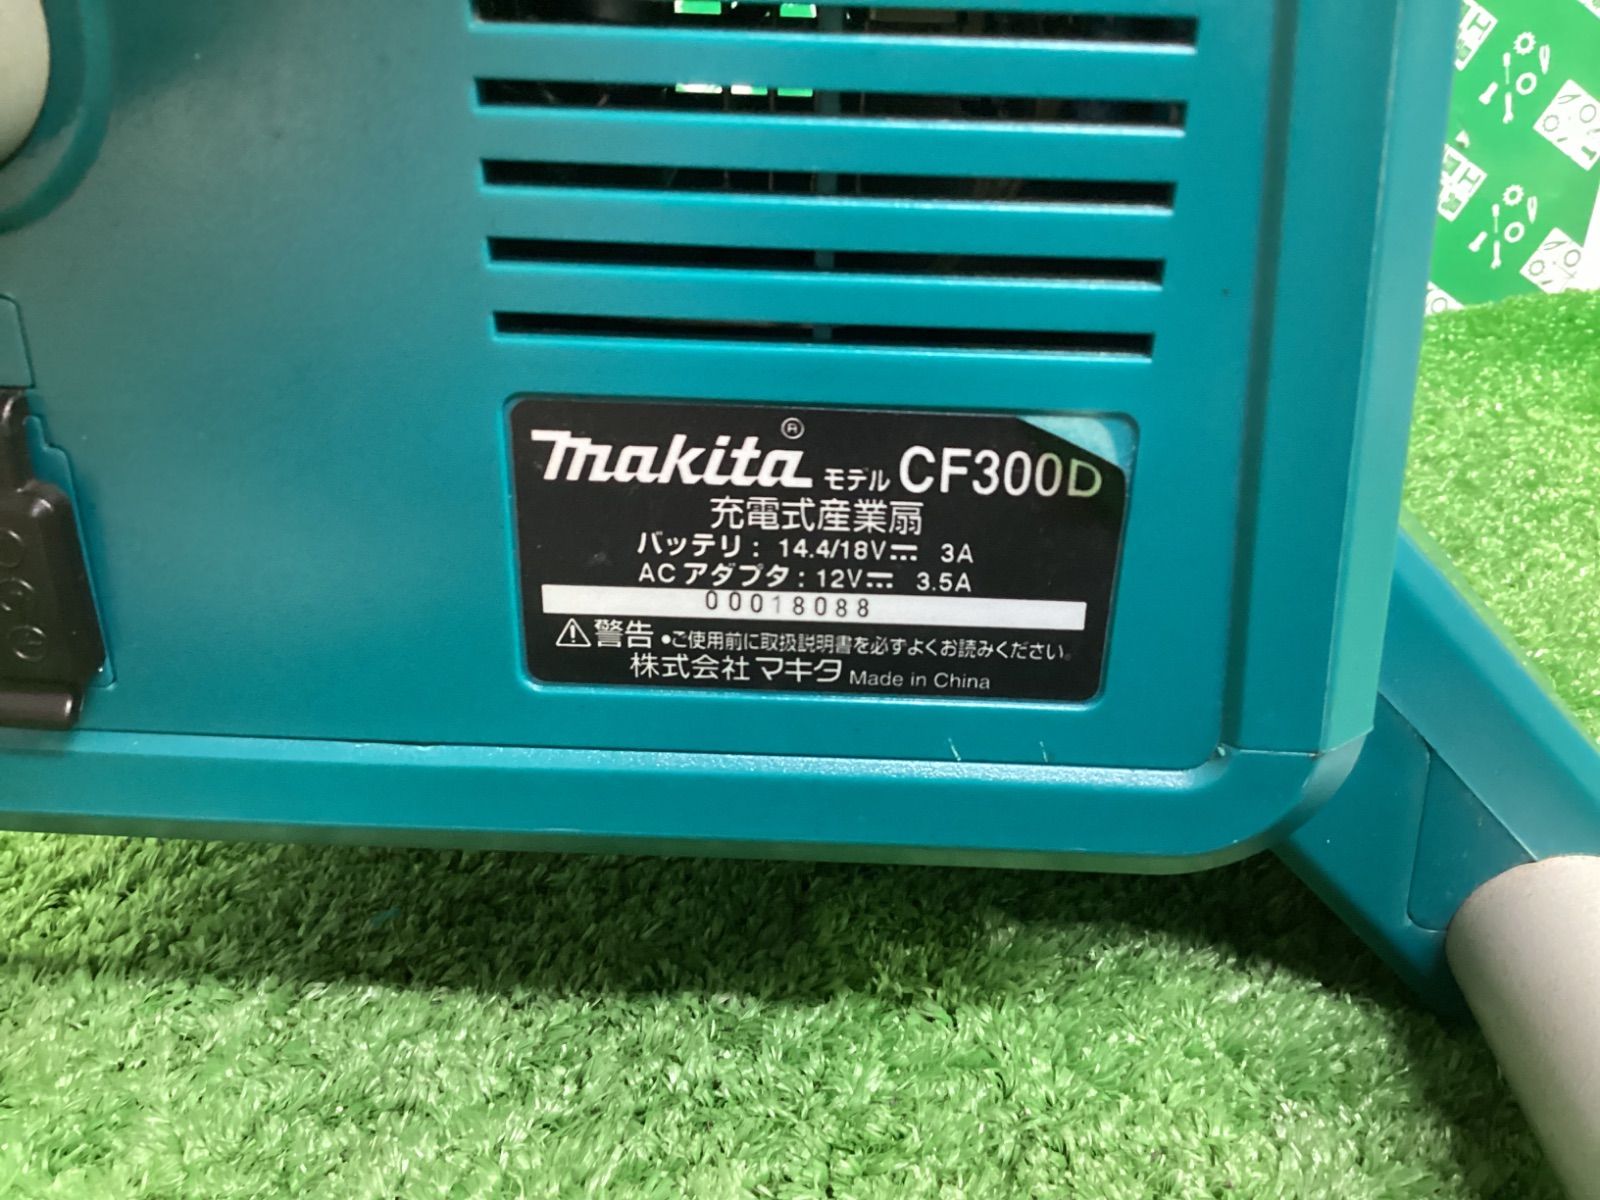 makita® モデル CF300D
充電式産業扇
バッテリ: 14.4/18V⎓ 3A
ACアダプタ: 12V⎓ 3.5A
00018088
⚠警告 •ご使用前に取扱説明書を必ずよくお読みください。
株式会社マキタ Made in China